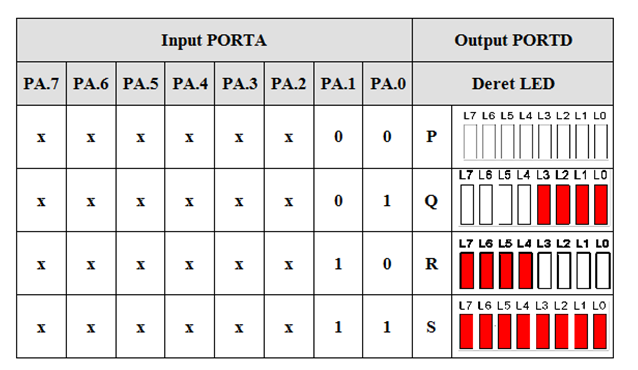 Input PORTA Output PORTD
PA.7 PA.6 PA.5 PA.4 PA.3 PA.2 PA.1 PA.0 Deret LED
L7 L6 L5 L4 L3 L2 L1 L0
x x x x x x 0 0 P
L7 L6 L5 L4 L3 L2 L1 L0
x x x x x x 0 1 Q
L7 L6 L5 L4 L3 L2 L1 L0
x x x x x x 1 0 R
L7 L6 L5 L4 L3 L2 L1 L0
x x x x x x 1 1 S